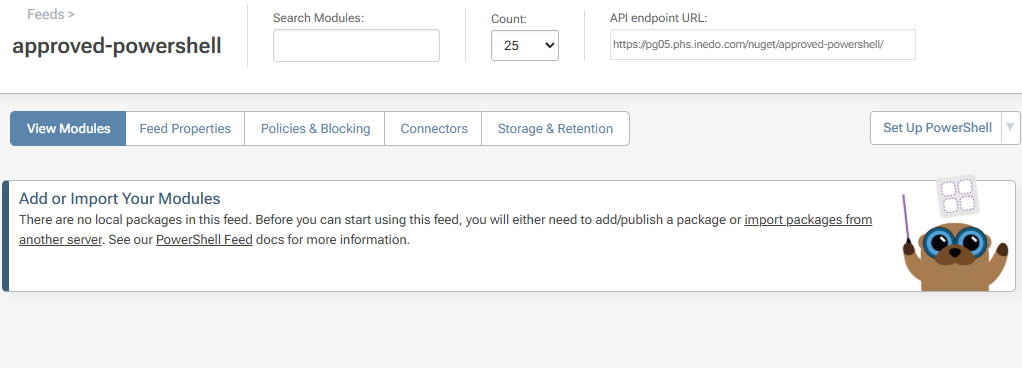 Feeds >
approved-powershell
Search Modules:
Count:
25
API endpoint URL:
https://pg05.phs.inedo.com/nuget/approved-powershell/
View Modules
Feed Properties
Policies & Blocking
Connectors
Storage & Retention
Set Up PowerShell
Add or Import Your Modules
There are no local packages in this feed. Before you can start using this feed, you will either need to add/publish a package or import packages from
another server. See our PowerShell Feed docs for more information.